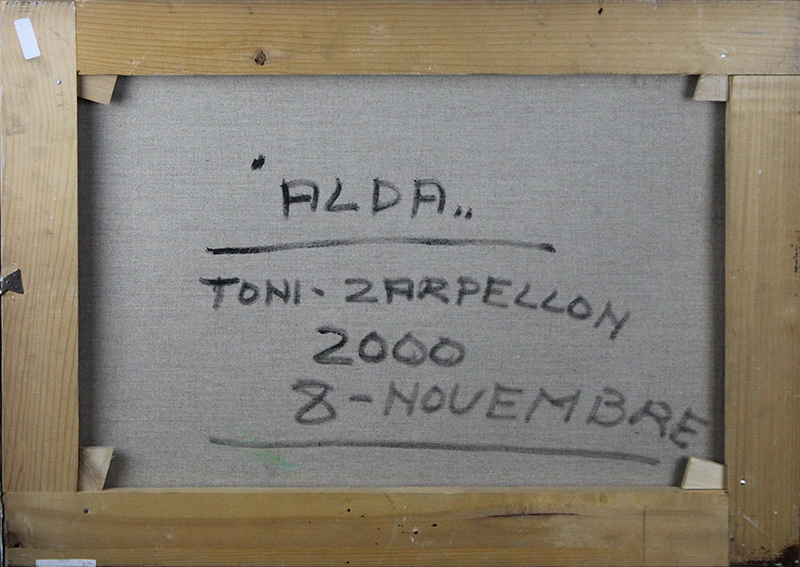 "ALDA„
TONI-ZARPELLON
2000
8-NOVEMBRE